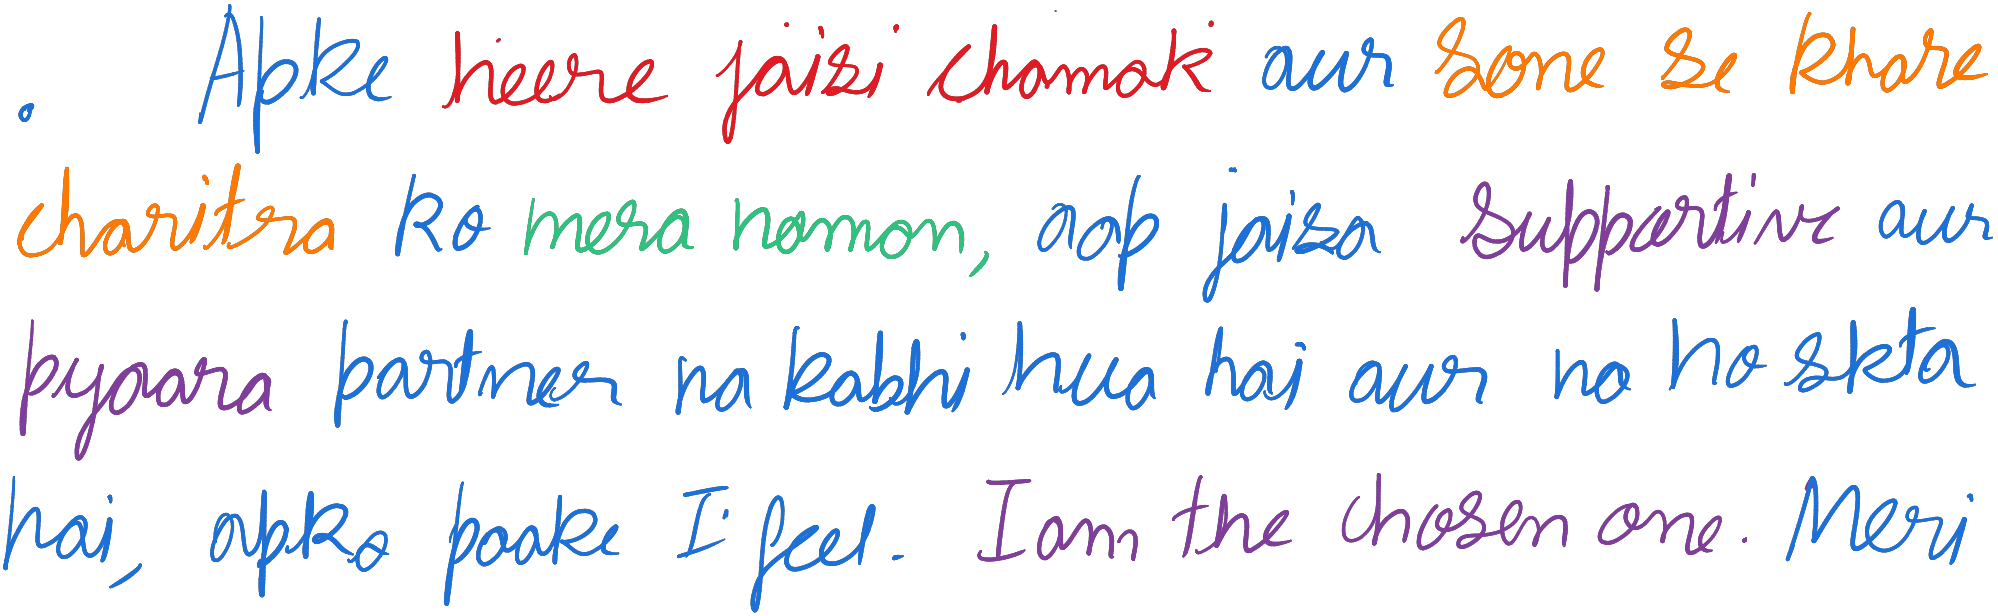 . Apke heere jaisi chamak aur sone se khare
charitra ko mera naman, aap jaisa supportive aur
pyaara partner na kabhi hua hai aur na ho skta
hai, apko paake I feel. I am the chosen one. Meri